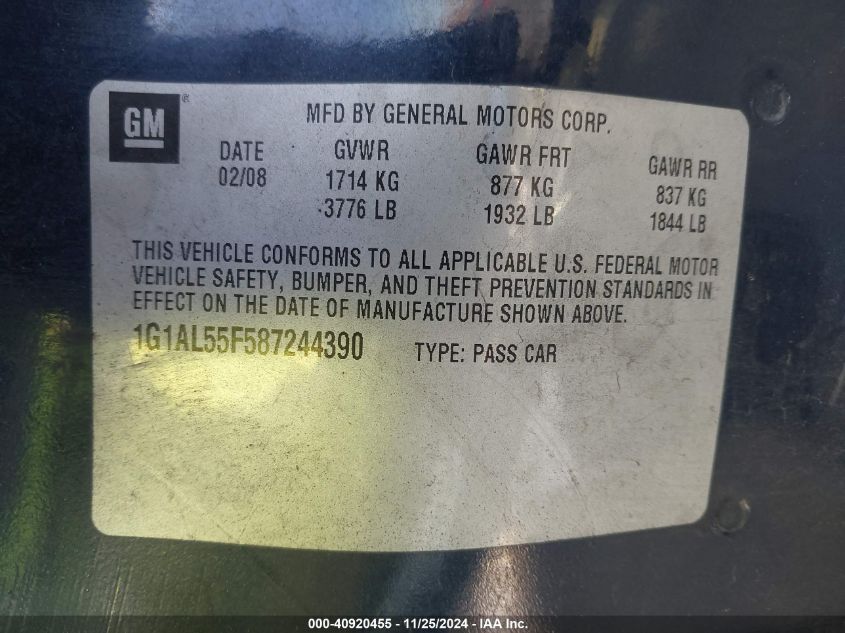 GM ®
MFD BY GENERAL MOTORS CORP.
DATE GVWR GAWR FRT GAWR RR
02/08 1714 KG 877 KG 837 KG
3776 LB 1932 LB 1844 LB
THIS VEHICLE CONFORMS TO ALL APPLICABLE U.S. FEDERAL MOTOR
VEHICLE SAFETY, BUMPER, AND THEFT PREVENTION STANDARDS IN
EFFECT ON THE DATE OF MANUFACTURE SHOWN ABOVE.
1G1AL55F587244390 TYPE: PASS CAR
000-40920455 - 11/25/2024 - IAA Inc.